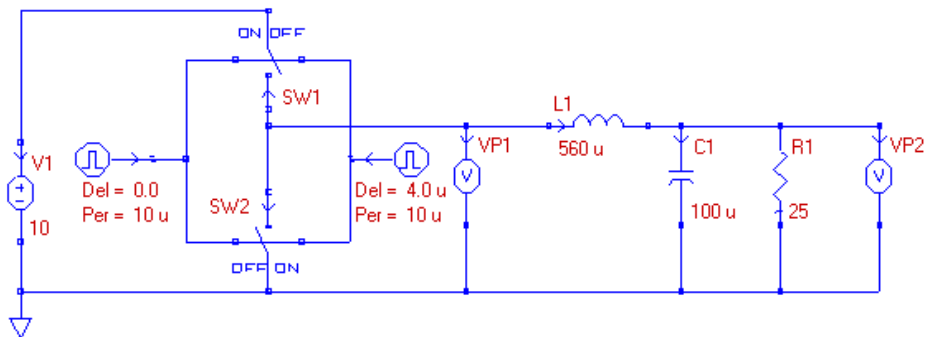 ON OFF
SW1
L1
V1
VP1
560 u
C1
R1
VP2
Del = 0.0
Per = 10 u
SW2
Del = 4.0 u
Per = 10 u
V
V
+
−
10
100 u
25
OFF ON